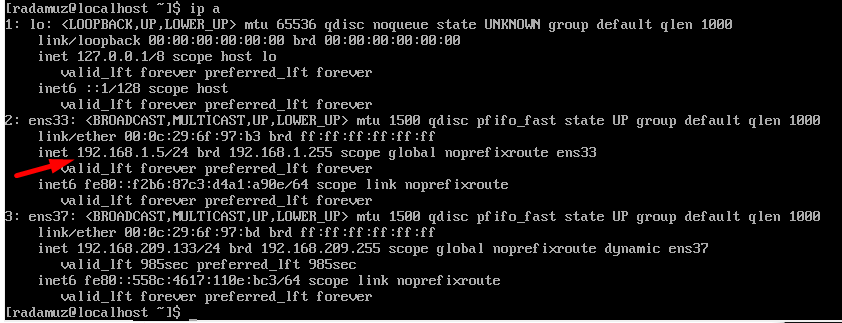 [radamuz@localhost ~]$ ip a
1: lo: <LOOPBACK,UP,LOWER_UP> mtu 65536 qdisc noqueue state UNKNOWN group default qlen 1000
link/loopback 00:00:00:00:00:00 brd 00:00:00:00:00:00
inet 127.0.0.1/8 scope host lo
valid_lft forever preferred_lft forever
inet6 ::1/128 scope host
valid_lft forever preferred_lft forever
2: ens33: <BROADCAST,MULTICAST,UP,LOWER_UP> mtu 1500 qdisc pfifo_fast state UP group default qlen 1000
link/ether 00:0c:29:6f:97:b3 brd ff:ff:ff:ff:ff:ff
inet 192.168.1.5/24 brd 192.168.1.255 scope global noprefixroute ens33
valid_lft forever preferred_lft forever
inet6 fe80::f2b6:87c3:d4a1:a90e/64 scope link noprefixroute
valid_lft forever preferred_lft forever
3: ens37: <BROADCAST,MULTICAST,UP,LOWER_UP> mtu 1500 qdisc pfifo_fast state UP group default qlen 1000
link/ether 00:0c:29:6f:97:bd brd ff:ff:ff:ff:ff:ff
inet 192.168.209.133/24 brd 192.168.209.255 scope global noprefixroute dynamic ens37
valid_lft 985sec preferred_lft 985sec
inet6 fe80::558c:4617:110e:bc3/64 scope link noprefixroute
valid_lft forever preferred_lft forever
[radamuz@localhost ~]$ _